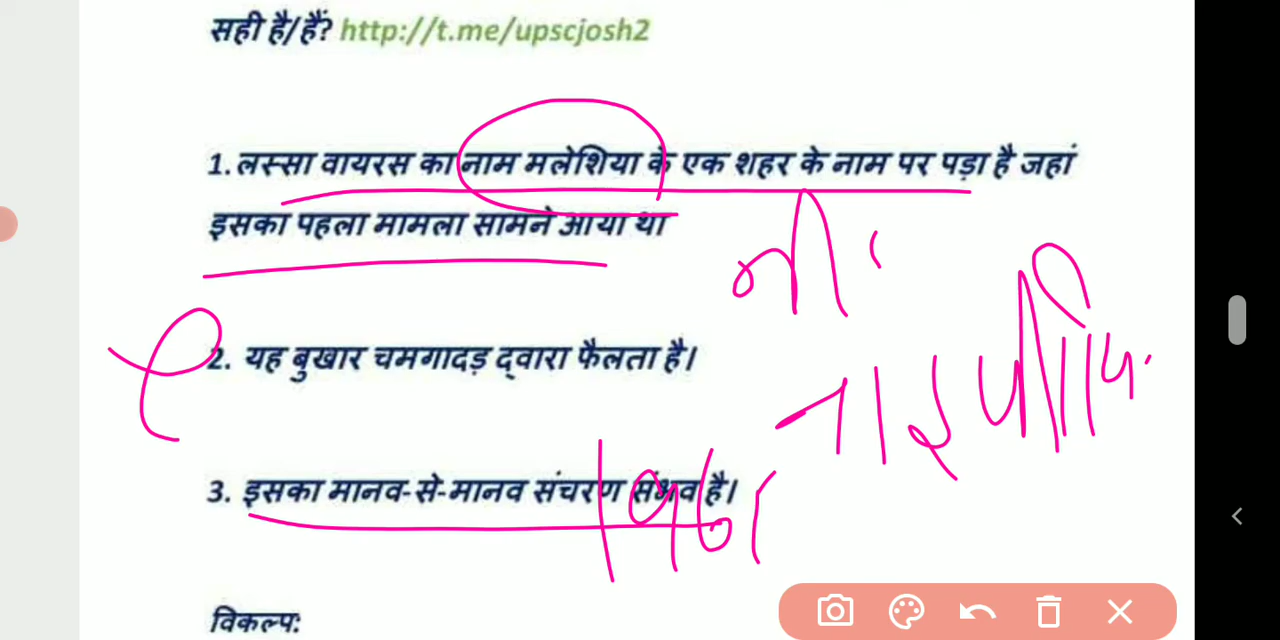 सही है/हैं? http://t.me/upscjosh2
1. लस्सा वायरस का नाम मलेशिया के एक शहर के नाम पर पड़ा है जहां
इसका पहला मामला सामने आया था
2. यह बुखार चमगादड़ द्वारा फैलता है।
3. इसका मानव-से-मानव संचरण संभव है।
विकल्प: